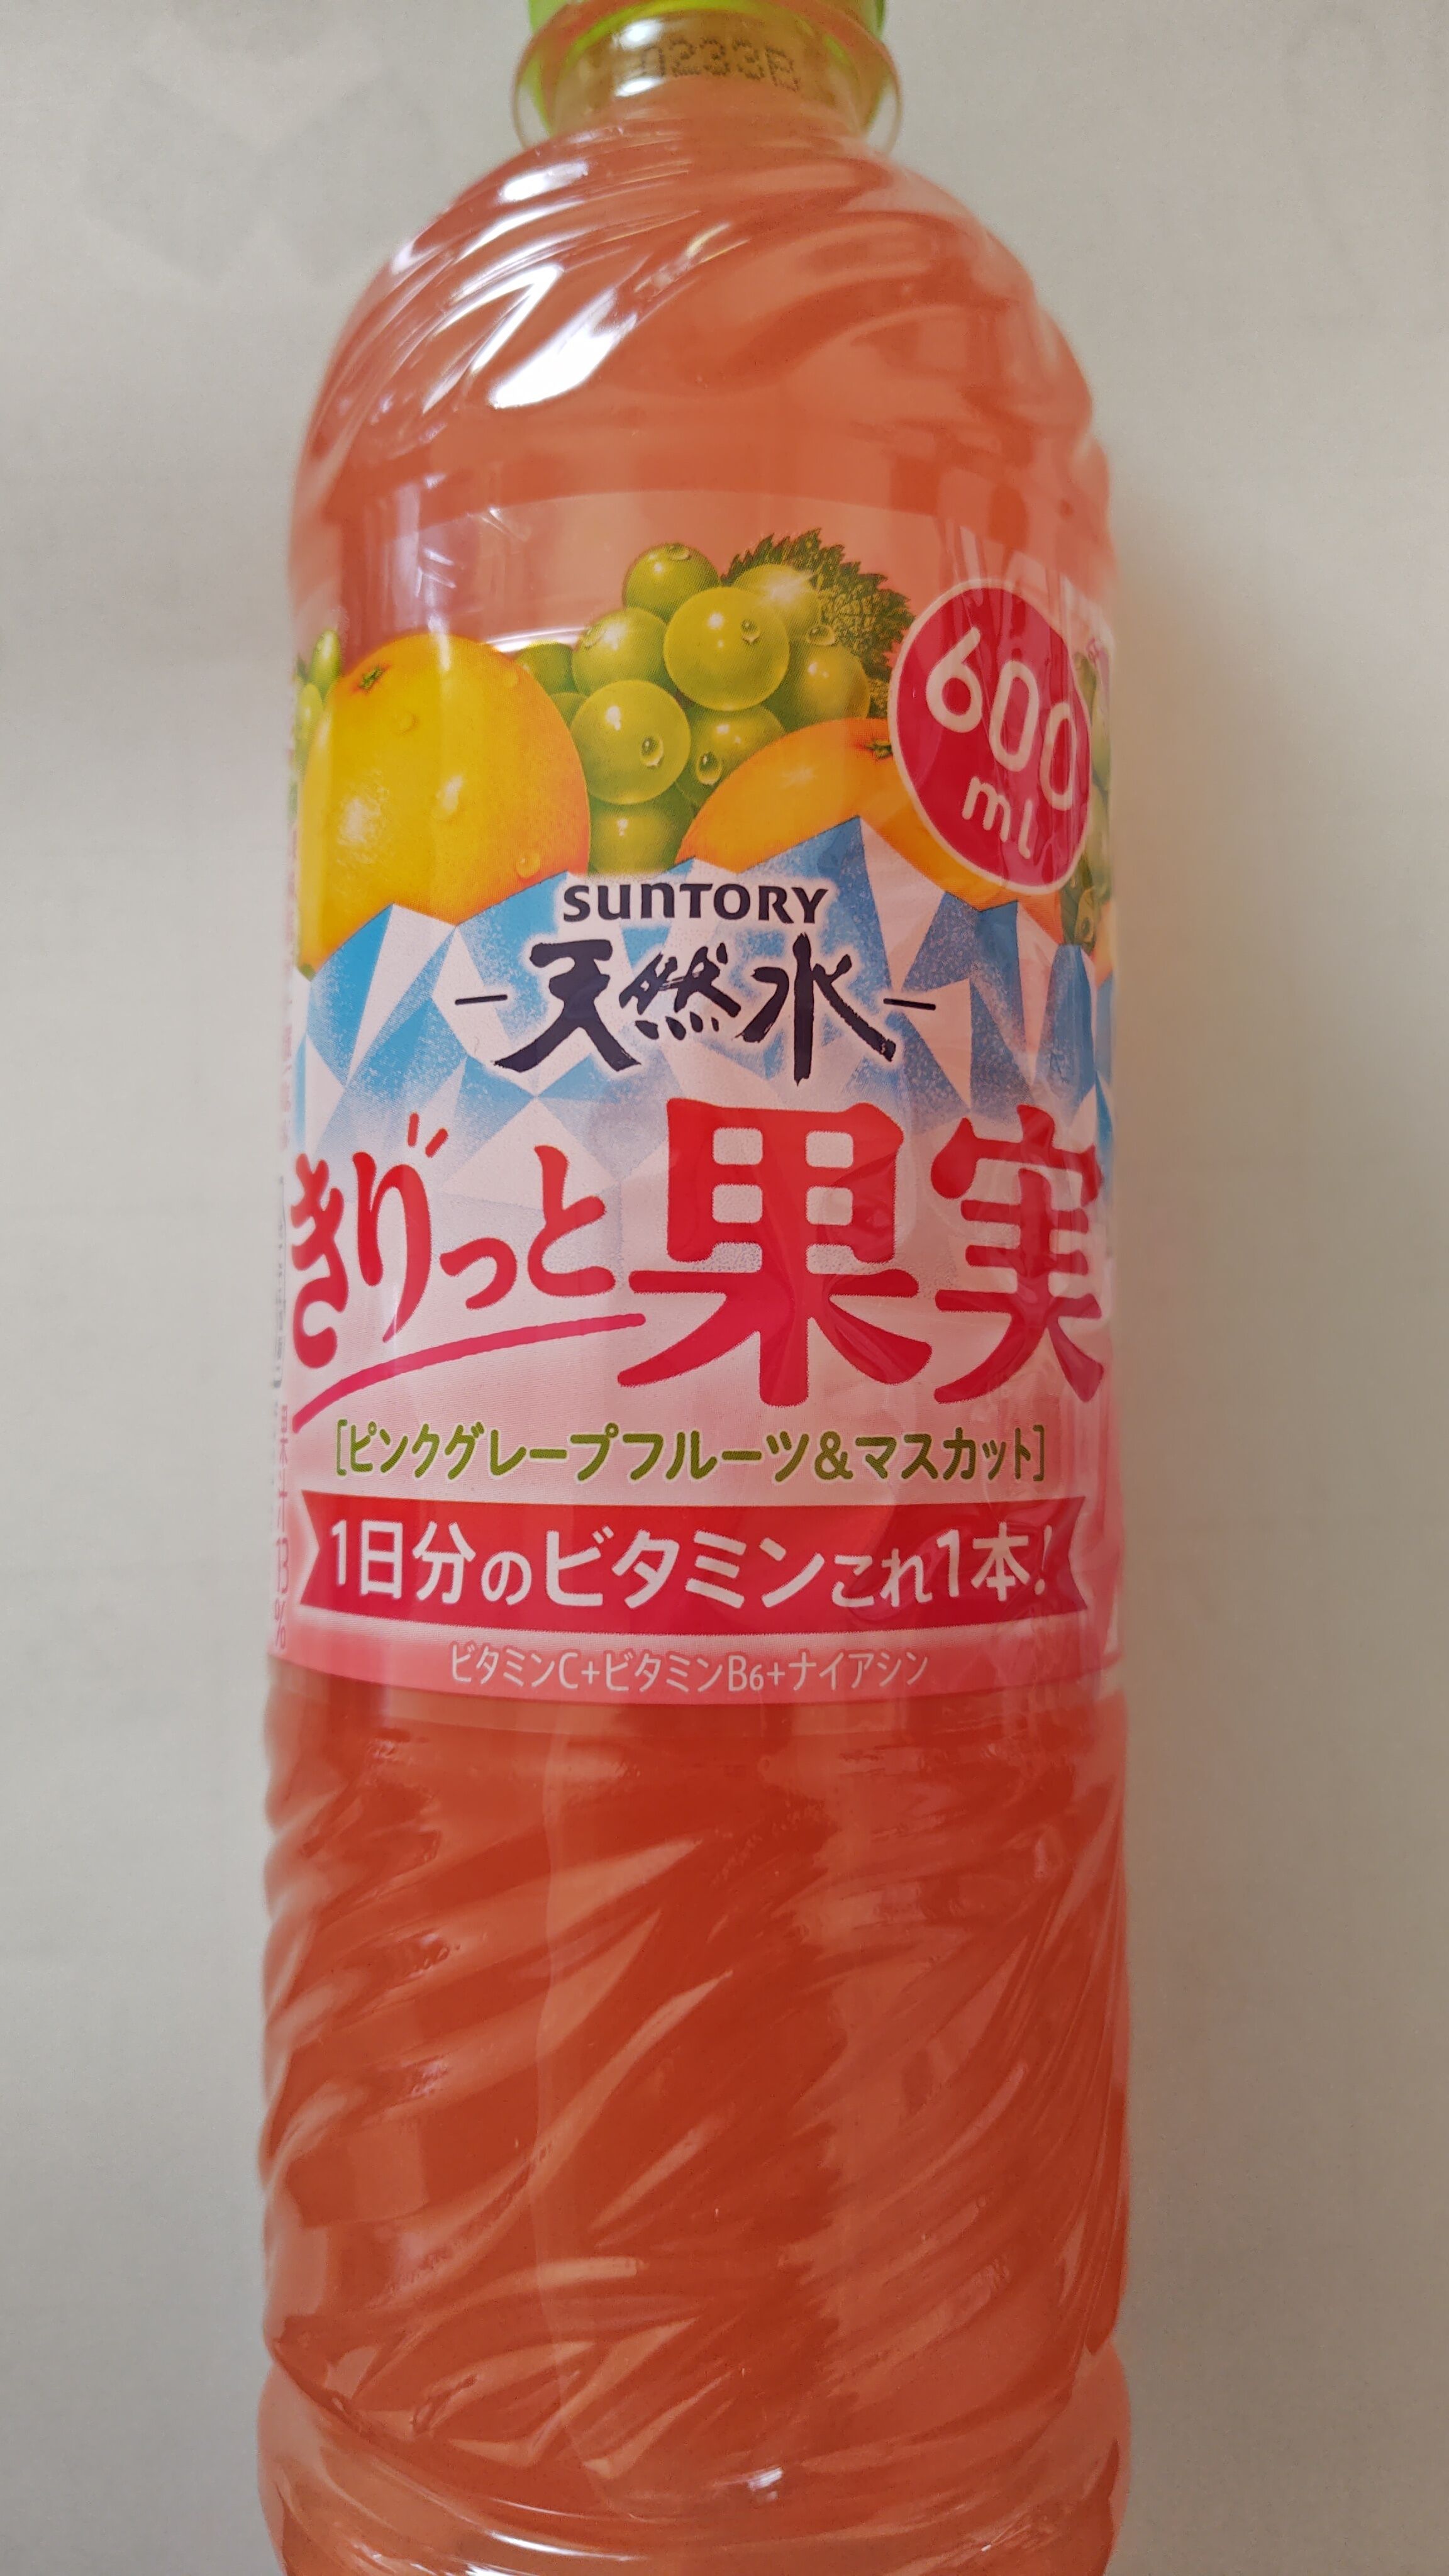 0233B
600
ml
SUNTORY
天然水
きりっと果実
[ピンクグレープフルーツ&マスカット]
1日分のビタミンこれ1本!
ビタミンC+ビタミンB6+ナイアシン